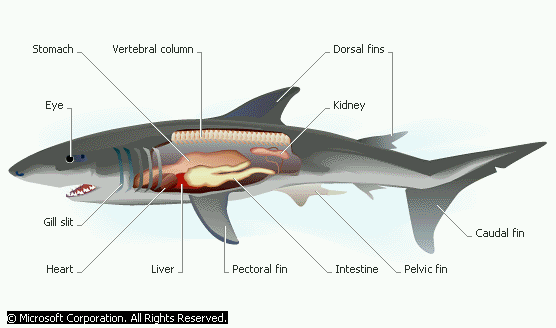 Stomach
Vertebral column
Dorsal fins
Eye
Kidney
Gill slit
Caudal fin
Heart
Liver
Pectoral fin
Intestine
Pelvic fin
© Microsoft Corporation. All Rights Reserved.